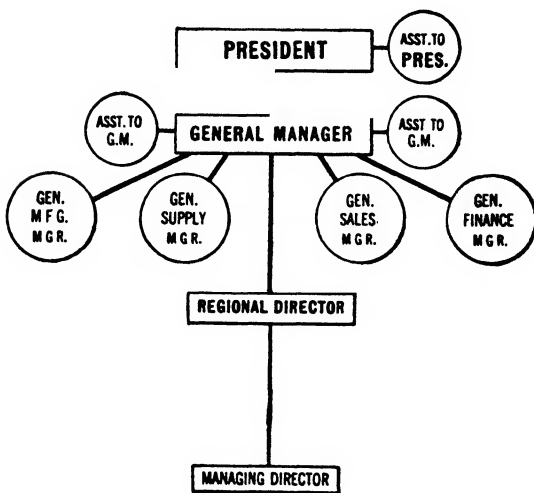 PRESIDENT
ASST. TO
PRES.
ASST. TO
G.M.
GENERAL MANAGER
ASST TO
G.M.
GEN.
MFG.
MGR.
GEN.
SUPPLY
MGR.
GEN.
SALES
MGR.
GEN.
FINANCE
MGR.
REGIONAL DIRECTOR
MANAGING DIRECTOR